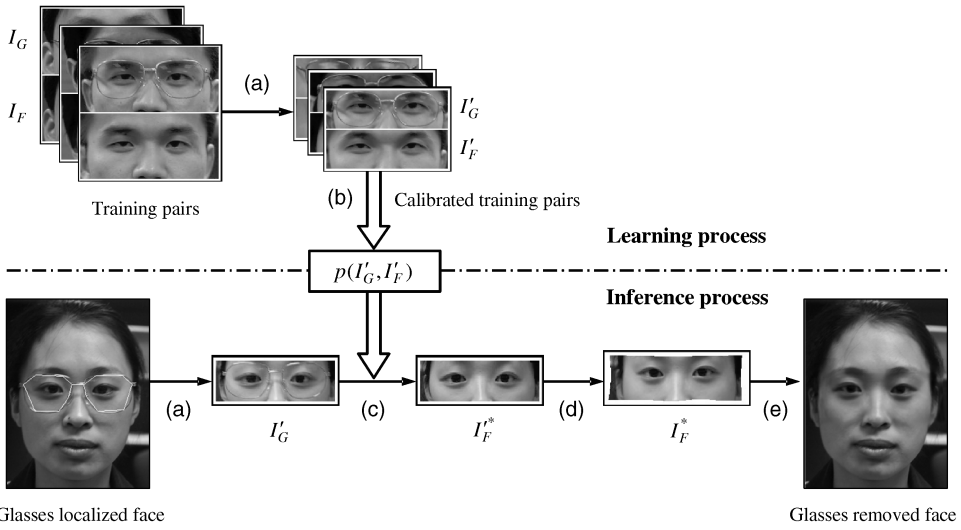 I_G
(a)
I_F
I'_G
I'_F
Training pairs
(b)
Calibrated training pairs
Learning process
p(I'_G, I'_F)
Inference process
(a)
(c)
(d)
(e)
I'_G
I'_F^*
I_F^*
Glasses localized face
Glasses removed face